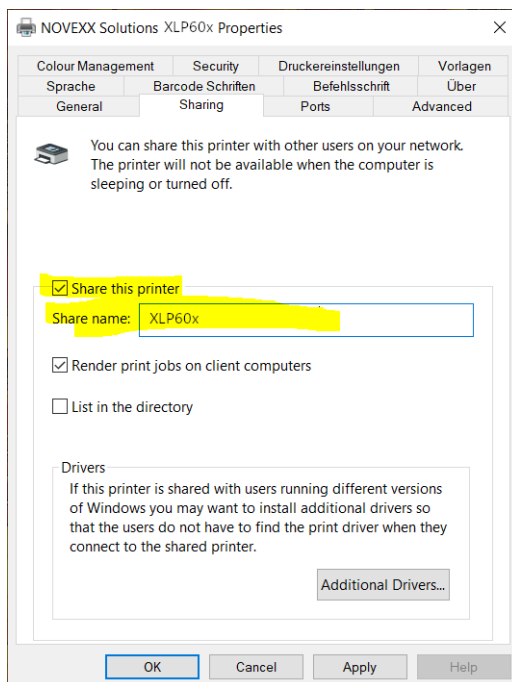 NOVEXX Solutions XLP60x Properties
Colour Management Security Druckereinstellungen Vorlagen
Sprache Barcode Schriften Befehlsschrift Über
General Sharing Ports Advanced
You can share this printer with other users on your network.
The printer will not be available when the computer is
sleeping or turned off.
Share this printer
Share name: XLP60x
Render print jobs on client computers
List in the directory
Drivers
If this printer is shared with users running different versions
of Windows you may want to install additional drivers so
that the users do not have to find the print driver when they
connect to the shared printer.
Additional Drivers...
OK Cancel Apply Help